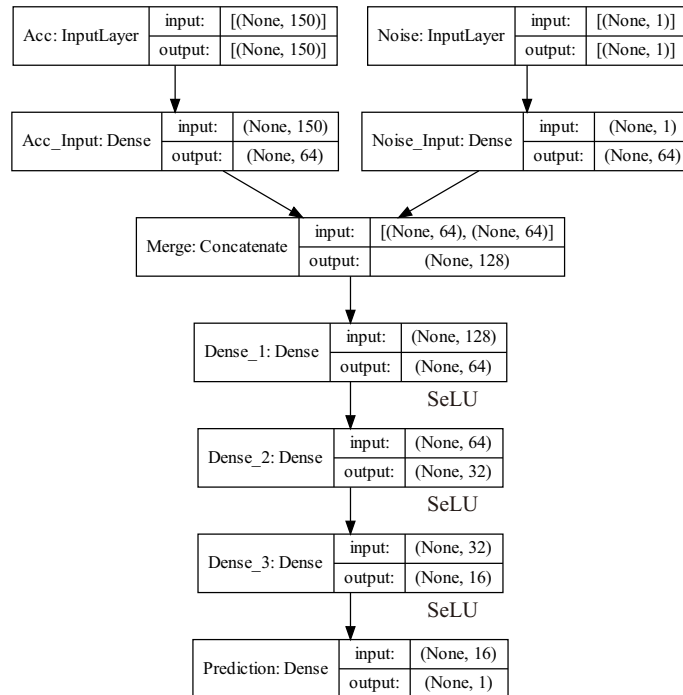 Acc: InputLayer input: [(None, 150)]
output: [(None, 150)]
Noise: InputLayer input: [(None, 1)]
output: [(None, 1)]
Acc_Input: Dense input: (None, 150)
output: (None, 64)
Noise_Input: Dense input: (None, 1)
output: (None, 64)
Merge: Concatenate input: [(None, 64), (None, 64)]
output: (None, 128)
Dense_1: Dense input: (None, 128)
output: (None, 64)
SeLU
Dense_2: Dense input: (None, 64)
output: (None, 32)
SeLU
Dense_3: Dense input: (None, 32)
output: (None, 16)
SeLU
Prediction: Dense input: (None, 16)
output: (None, 1)